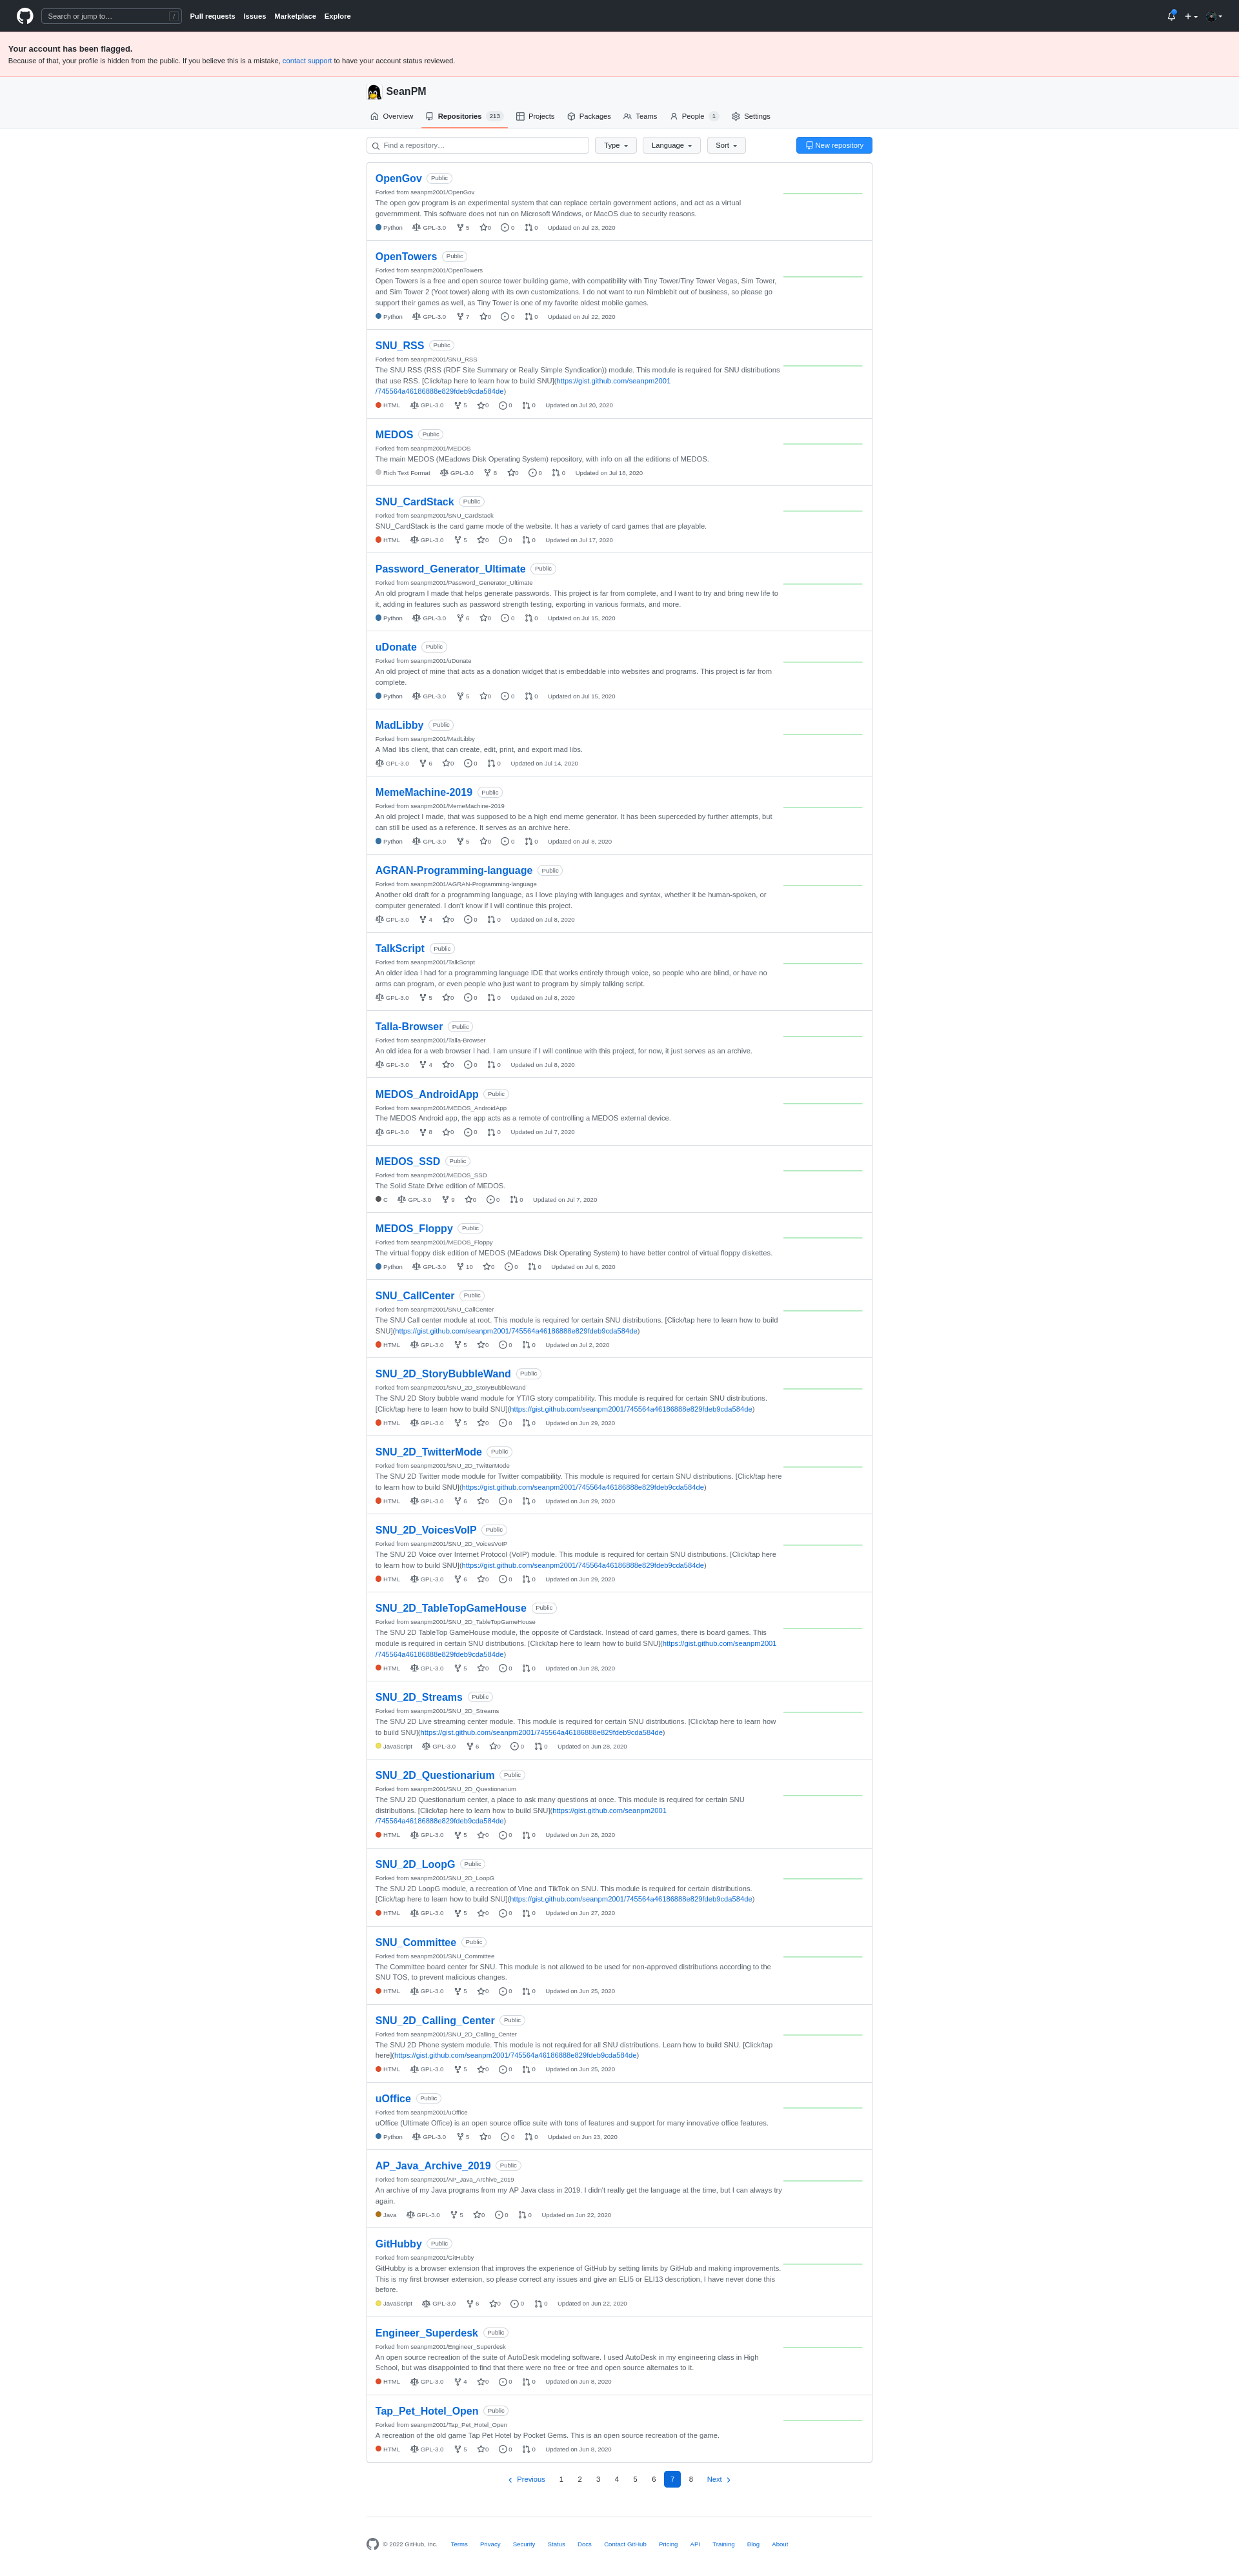 Search or jump to… /
Pull requests Issues Marketplace Explore
Your account has been flagged.
Because of that, your profile is hidden from the public. If you believe this is a mistake, contact support to have your account status reviewed.
SeanPM
Overview Repositories 213 Projects Packages Teams People 1 Settings
Find a repository… Type Language Sort New repository
OpenGov Public
Forked from seanpm2001/OpenGov
The open gov program is an experimental system that can replace certain government actions, and act as a virtual
governmment. This software does not run on Microsoft Windows, or MacOS due to security reasons.
Python GPL-3.0 5 0 0 0 Updated on Jul 23, 2020
OpenTowers Public
Forked from seanpm2001/OpenTowers
Open Towers is a free and open source tower building game, with compatibility with Tiny Tower/Tiny Tower Vegas, Sim Tower,
and Sim Tower 2 (Yoot tower) along with its own customizations. I do not want to run Nimblebit out of business, so please go
support their games as well, as Tiny Tower is one of my favorite oldest mobile games.
Python GPL-3.0 7 0 0 0 Updated on Jul 22, 2020
SNU_RSS Public
Forked from seanpm2001/SNU_RSS
The SNU RSS (RSS (RDF Site Summary or Really Simple Syndication)) module. This module is required for SNU distributions
that use RSS. [Click/tap here to learn how to build SNU](https://gist.github.com/seanpm2001
/745564a46186888e829fdeb9cda584de)
HTML GPL-3.0 5 0 0 0 Updated on Jul 20, 2020
MEDOS Public
Forked from seanpm2001/MEDOS
The main MEDOS (MEadows Disk Operating System) repository, with info on all the editions of MEDOS.
Rich Text Format GPL-3.0 8 0 0 0 Updated on Jul 18, 2020
SNU_CardStack Public
Forked from seanpm2001/SNU_CardStack
SNU_CardStack is the card game mode of the website. It has a variety of card games that are playable.
HTML GPL-3.0 5 0 0 0 Updated on Jul 17, 2020
Password_Generator_Ultimate Public
Forked from seanpm2001/Password_Generator_Ultimate
An old program I made that helps generate passwords. This project is far from complete, and I want to try and bring new life to
it, adding in features such as password strength testing, exporting in various formats, and more.
Python GPL-3.0 6 0 0 0 Updated on Jul 15, 2020
uDonate Public
Forked from seanpm2001/uDonate
An old project of mine that acts as a donation widget that is embeddable into websites and programs. This project is far from
complete.
Python GPL-3.0 5 0 0 0 Updated on Jul 15, 2020
MadLibby Public
Forked from seanpm2001/MadLibby
A Mad libs client, that can create, edit, print, and export mad libs.
GPL-3.0 6 0 0 0 Updated on Jul 14, 2020
MemeMachine-2019 Public
Forked from seanpm2001/MemeMachine-2019
An old project I made, that was supposed to be a high end meme generator. It has been superceded by further attempts, but
can still be used as a reference. It serves as an archive here.
Python GPL-3.0 5 0 0 0 Updated on Jul 8, 2020
AGRAN-Programming-language Public
Forked from seanpm2001/AGRAN-Programming-language
Another old draft for a programming language, as I love playing with languges and syntax, whether it be human-spoken, or
computer generated. I don't know if I will continue this project.
GPL-3.0 4 0 0 0 Updated on Jul 8, 2020
TalkScript Public
Forked from seanpm2001/TalkScript
An older idea I had for a programming language IDE that works entirely through voice, so people who are blind, or have no
arms can program, or even people who just want to program by simply talking script.
GPL-3.0 5 0 0 0 Updated on Jul 8, 2020
Talla-Browser Public
Forked from seanpm2001/Talla-Browser
An old idea for a web browser I had. I am unsure if I will continue with this project, for now, it just serves as an archive.
GPL-3.0 4 0 0 0 Updated on Jul 8, 2020
MEDOS_AndroidApp Public
Forked from seanpm2001/MEDOS_AndroidApp
The MEDOS Android app, the app acts as a remote of controlling a MEDOS external device.
GPL-3.0 8 0 0 0 Updated on Jul 7, 2020
MEDOS_SSD Public
Forked from seanpm2001/MEDOS_SSD
The Solid State Drive edition of MEDOS.
C GPL-3.0 9 0 0 0 Updated on Jul 7, 2020
MEDOS_Floppy Public
Forked from seanpm2001/MEDOS_Floppy
The virtual floppy disk edition of MEDOS (MEadows Disk Operating System) to have better control of virtual floppy diskettes.
Python GPL-3.0 10 0 0 0 Updated on Jul 6, 2020
SNU_CallCenter Public
Forked from seanpm2001/SNU_CallCenter
The SNU Call center module at root. This module is required for certain SNU distributions. [Click/tap here to learn how to build
SNU](https://gist.github.com/seanpm2001/745564a46186888e829fdeb9cda584de)
HTML GPL-3.0 5 0 0 0 Updated on Jul 2, 2020
SNU_2D_StoryBubbleWand Public
Forked from seanpm2001/SNU_2D_StoryBubbleWand
The SNU 2D Story bubble wand module for YT/IG story compatibility. This module is required for certain SNU distributions.
[Click/tap here to learn how to build SNU](https://gist.github.com/seanpm2001/745564a46186888e829fdeb9cda584de)
HTML GPL-3.0 5 0 0 0 Updated on Jun 29, 2020
SNU_2D_TwitterMode Public
Forked from seanpm2001/SNU_2D_TwitterMode
The SNU 2D Twitter mode module for Twitter compatibility. This module is required for certain SNU distributions. [Click/tap here
to learn how to build SNU](https://gist.github.com/seanpm2001/745564a46186888e829fdeb9cda584de)
HTML GPL-3.0 6 0 0 0 Updated on Jun 29, 2020
SNU_2D_VoicesVoIP Public
Forked from seanpm2001/SNU_2D_VoicesVoIP
The SNU 2D Voice over Internet Protocol (VoIP) module. This module is required for certain SNU distributions. [Click/tap here
to learn how to build SNU](https://gist.github.com/seanpm2001/745564a46186888e829fdeb9cda584de)
HTML GPL-3.0 6 0 0 0 Updated on Jun 29, 2020
SNU_2D_TableTopGameHouse Public
Forked from seanpm2001/SNU_2D_TableTopGameHouse
The SNU 2D TableTop GameHouse module, the opposite of Cardstack. Instead of card games, there is board games. This
module is required in certain SNU distributions. [Click/tap here to learn how to build SNU](https://gist.github.com/seanpm2001
/745564a46186888e829fdeb9cda584de)
HTML GPL-3.0 5 0 0 0 Updated on Jun 28, 2020
SNU_2D_Streams Public
Forked from seanpm2001/SNU_2D_Streams
The SNU 2D Live streaming center module. This module is required for certain SNU distributions. [Click/tap here to learn how
to build SNU](https://gist.github.com/seanpm2001/745564a46186888e829fdeb9cda584de)
JavaScript GPL-3.0 6 0 0 0 Updated on Jun 28, 2020
SNU_2D_Questionarium Public
Forked from seanpm2001/SNU_2D_Questionarium
The SNU 2D Questionarium center, a place to ask many questions at once. This module is required for certain SNU
distributions. [Click/tap here to learn how to build SNU](https://gist.github.com/seanpm2001
/745564a46186888e829fdeb9cda584de)
HTML GPL-3.0 5 0 0 0 Updated on Jun 28, 2020
SNU_2D_LoopG Public
Forked from seanpm2001/SNU_2D_LoopG
The SNU 2D LoopG module, a recreation of Vine and TikTok on SNU. This module is required for certain distributions.
[Click/tap here to learn how to build SNU](https://gist.github.com/seanpm2001/745564a46186888e829fdeb9cda584de)
HTML GPL-3.0 5 0 0 0 Updated on Jun 27, 2020
SNU_Committee Public
Forked from seanpm2001/SNU_Committee
The Committee board center for SNU. This module is not allowed to be used for non-approved distributions according to the
SNU TOS, to prevent malicious changes.
HTML GPL-3.0 5 0 0 0 Updated on Jun 25, 2020
SNU_2D_Calling_Center Public
Forked from seanpm2001/SNU_2D_Calling_Center
The SNU 2D Phone system module. This module is not required for all SNU distributions. Learn how to build SNU. [Click/tap
here](https://gist.github.com/seanpm2001/745564a46186888e829fdeb9cda584de)
HTML GPL-3.0 5 0 0 0 Updated on Jun 25, 2020
uOffice Public
Forked from seanpm2001/uOffice
uOffice (Ultimate Office) is an open source office suite with tons of features and support for many innovative office features.
Python GPL-3.0 5 0 0 0 Updated on Jun 23, 2020
AP_Java_Archive_2019 Public
Forked from seanpm2001/AP_Java_Archive_2019
An archive of my Java programs from my AP Java class in 2019. I didn't really get the language at the time, but I can always try
again.
Java GPL-3.0 5 0 0 0 Updated on Jun 22, 2020
GitHubby Public
Forked from seanpm2001/GitHubby
GitHubby is a browser extension that improves the experience of GitHub by setting limits by GitHub and making improvements.
This is my first browser extension, so please correct any issues and give an ELI5 or ELI13 description, I have never done this
before.
JavaScript GPL-3.0 6 0 0 0 Updated on Jun 22, 2020
Engineer_Superdesk Public
Forked from seanpm2001/Engineer_Superdesk
An open source recreation of the suite of AutoDesk modeling software. I used AutoDesk in my engineering class in High
School, but was disappointed to find that there were no free or free and open source alternates to it.
HTML GPL-3.0 4 0 0 0 Updated on Jun 8, 2020
Tap_Pet_Hotel_Open Public
Forked from seanpm2001/Tap_Pet_Hotel_Open
A recreation of the old game Tap Pet Hotel by Pocket Gems. This is an open source recreation of the game.
HTML GPL-3.0 5 0 0 0 Updated on Jun 8, 2020
Previous 1 2 3 4 5 6 7 8 Next
© 2022 GitHub, Inc. Terms Privacy Security Status Docs Contact GitHub Pricing API Training Blog About